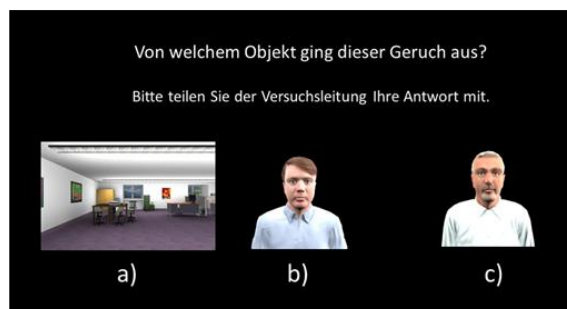 Von welchem Objekt ging dieser Geruch aus?
Bitte teilen Sie der Versuchsleitung Ihre Antwort mit.
a) b) c)